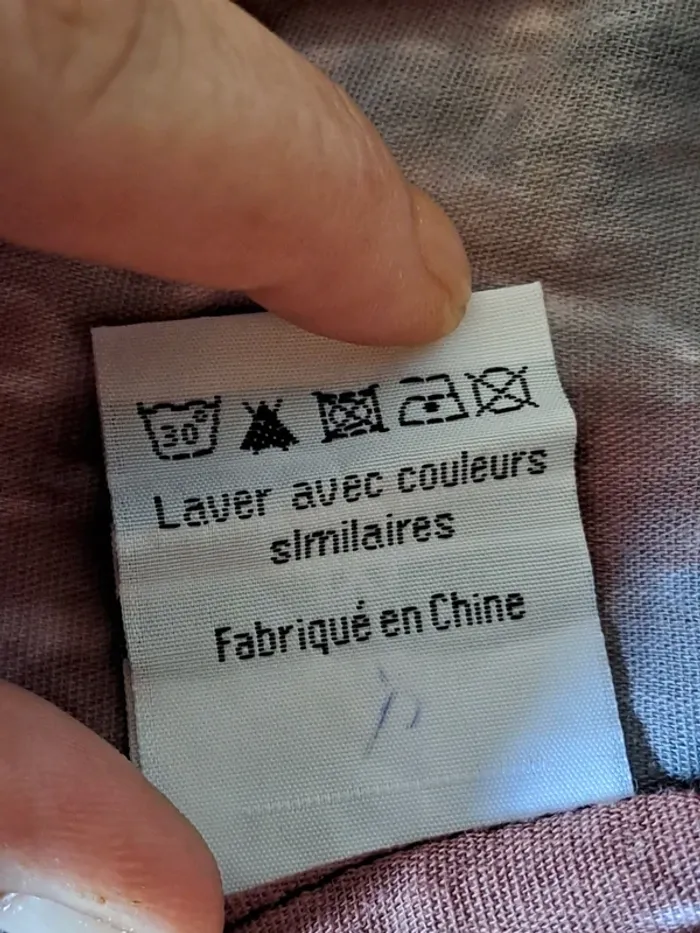 30°
Laver avec couleurs
similaires
Fabriqué en Chine